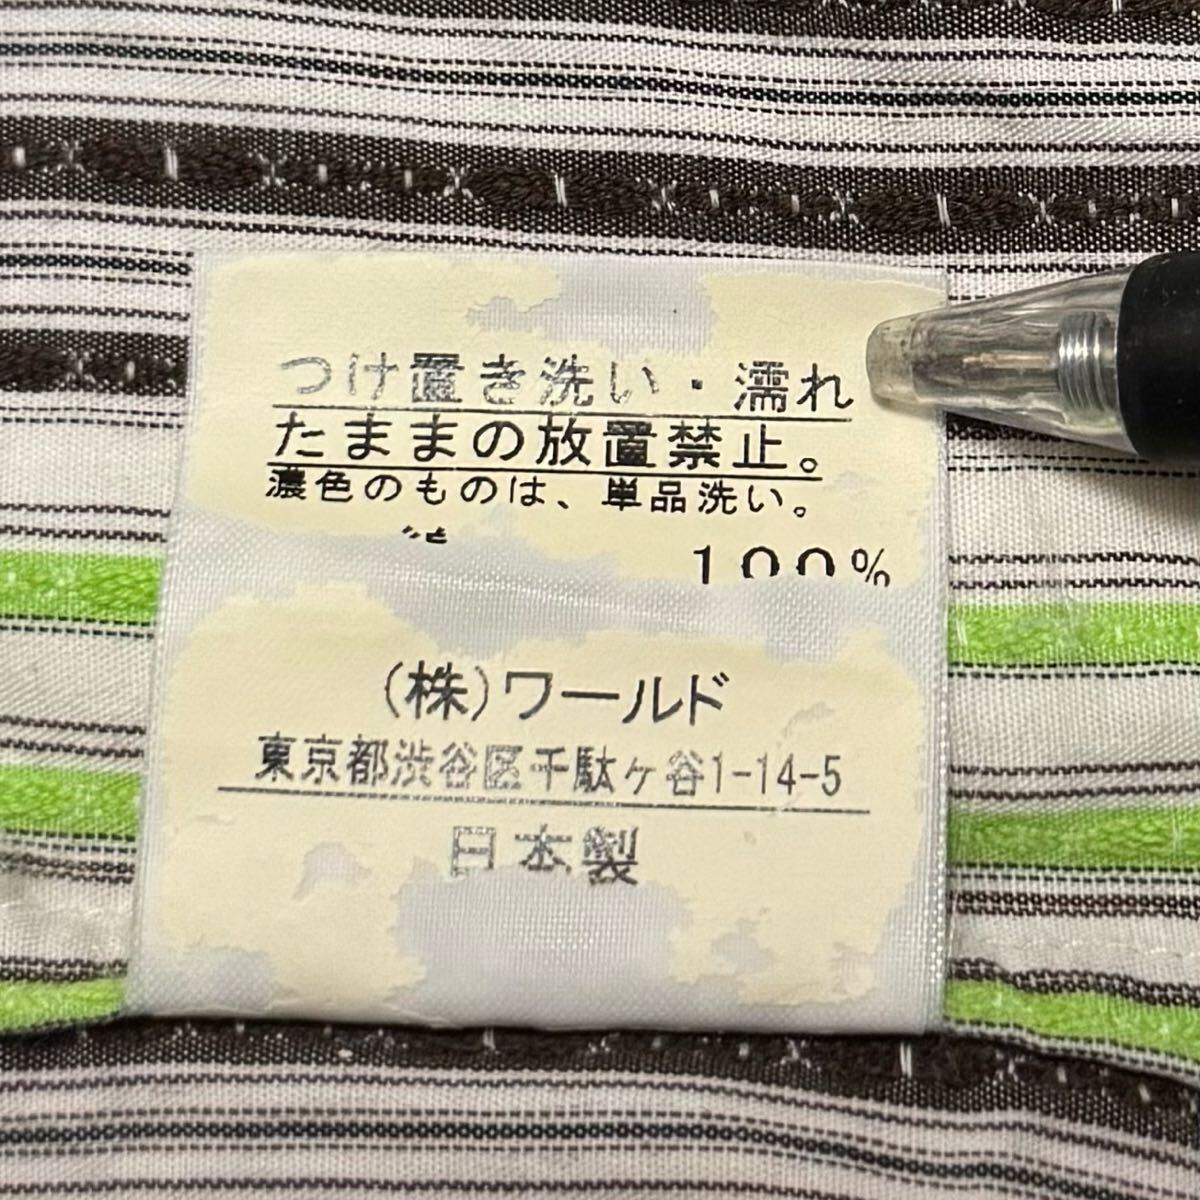 つけ置き洗い・濡れ
たままの放置禁止。
濃色のものは、単品洗い。
100%
(株)ワールド
東京都渋谷区千駄ヶ谷1-14-5
日本製